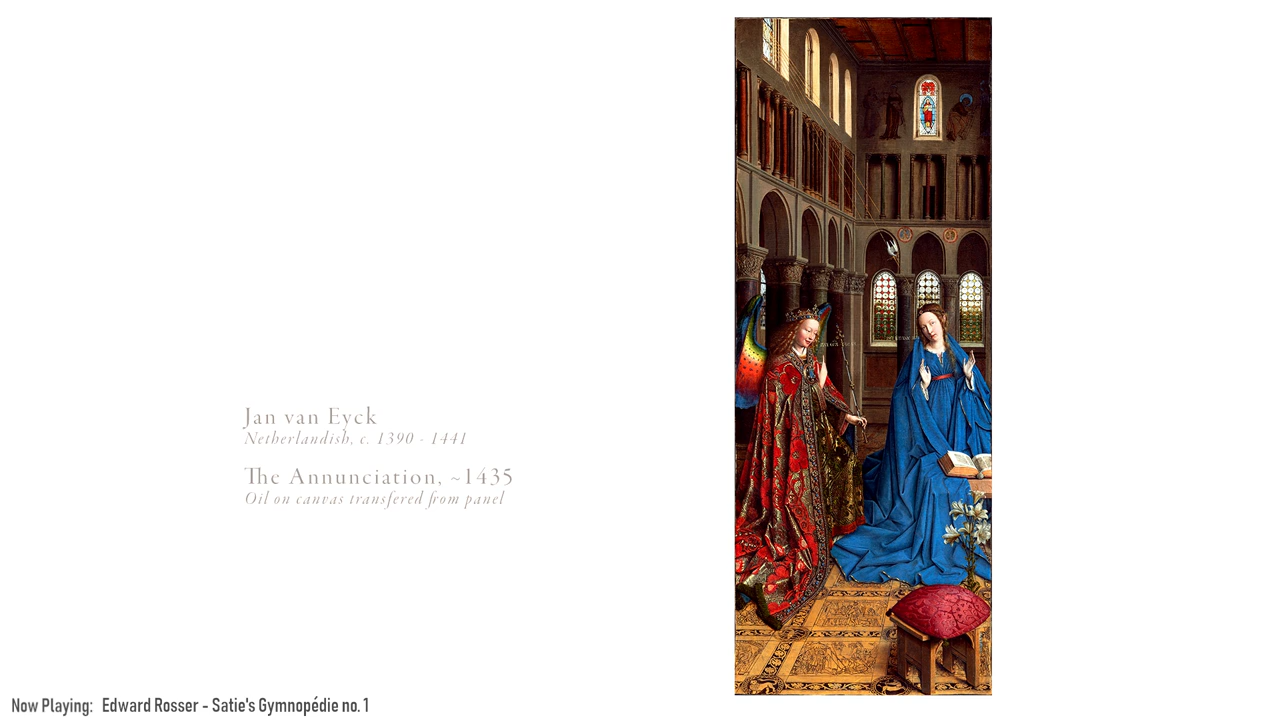 Jan van Eyck
Netherlandish, c. 1390 - 1441
The Annunciation, ~1435
Oil on canvas transfered from panel
Now Playing: Edward Rosser - Satie's Gymnopédie no. 1